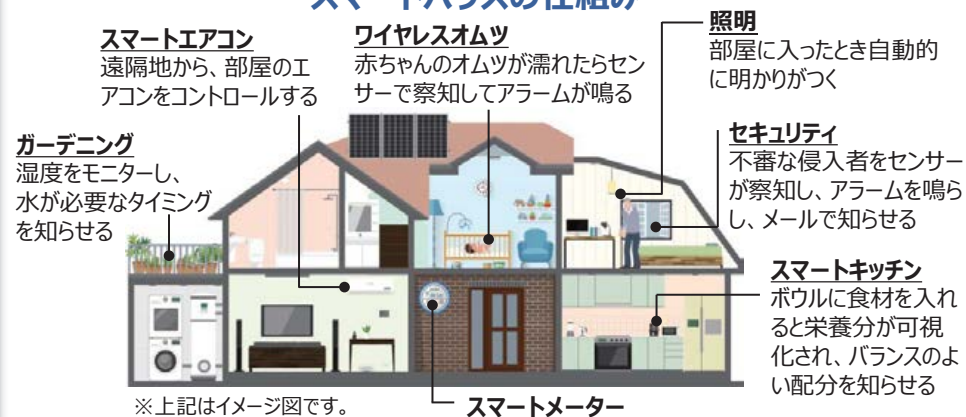 スマートハウスの仕組み
スマートエアコン
遠隔地から、部屋のエ
アコンをコントロールする
ワイヤレスオムツ
赤ちゃんのオムツが濡れたらセン
サーで察知してアラームが鳴る
照明
部屋に入ったとき自動的
に明かりがつく
ガーデニング
湿度をモニターし、
水が必要なタイミング
を知らせる
セキュリティ
不審な侵入者をセンサー
が察知し、アラームを鳴ら
し、メールで知らせる
スマートキッチン
ボウルに食材を入れ
ると栄養分が可視
化され、バランスのよ
い配分を知らせる
※上記はイメージ図です。
スマートメーター